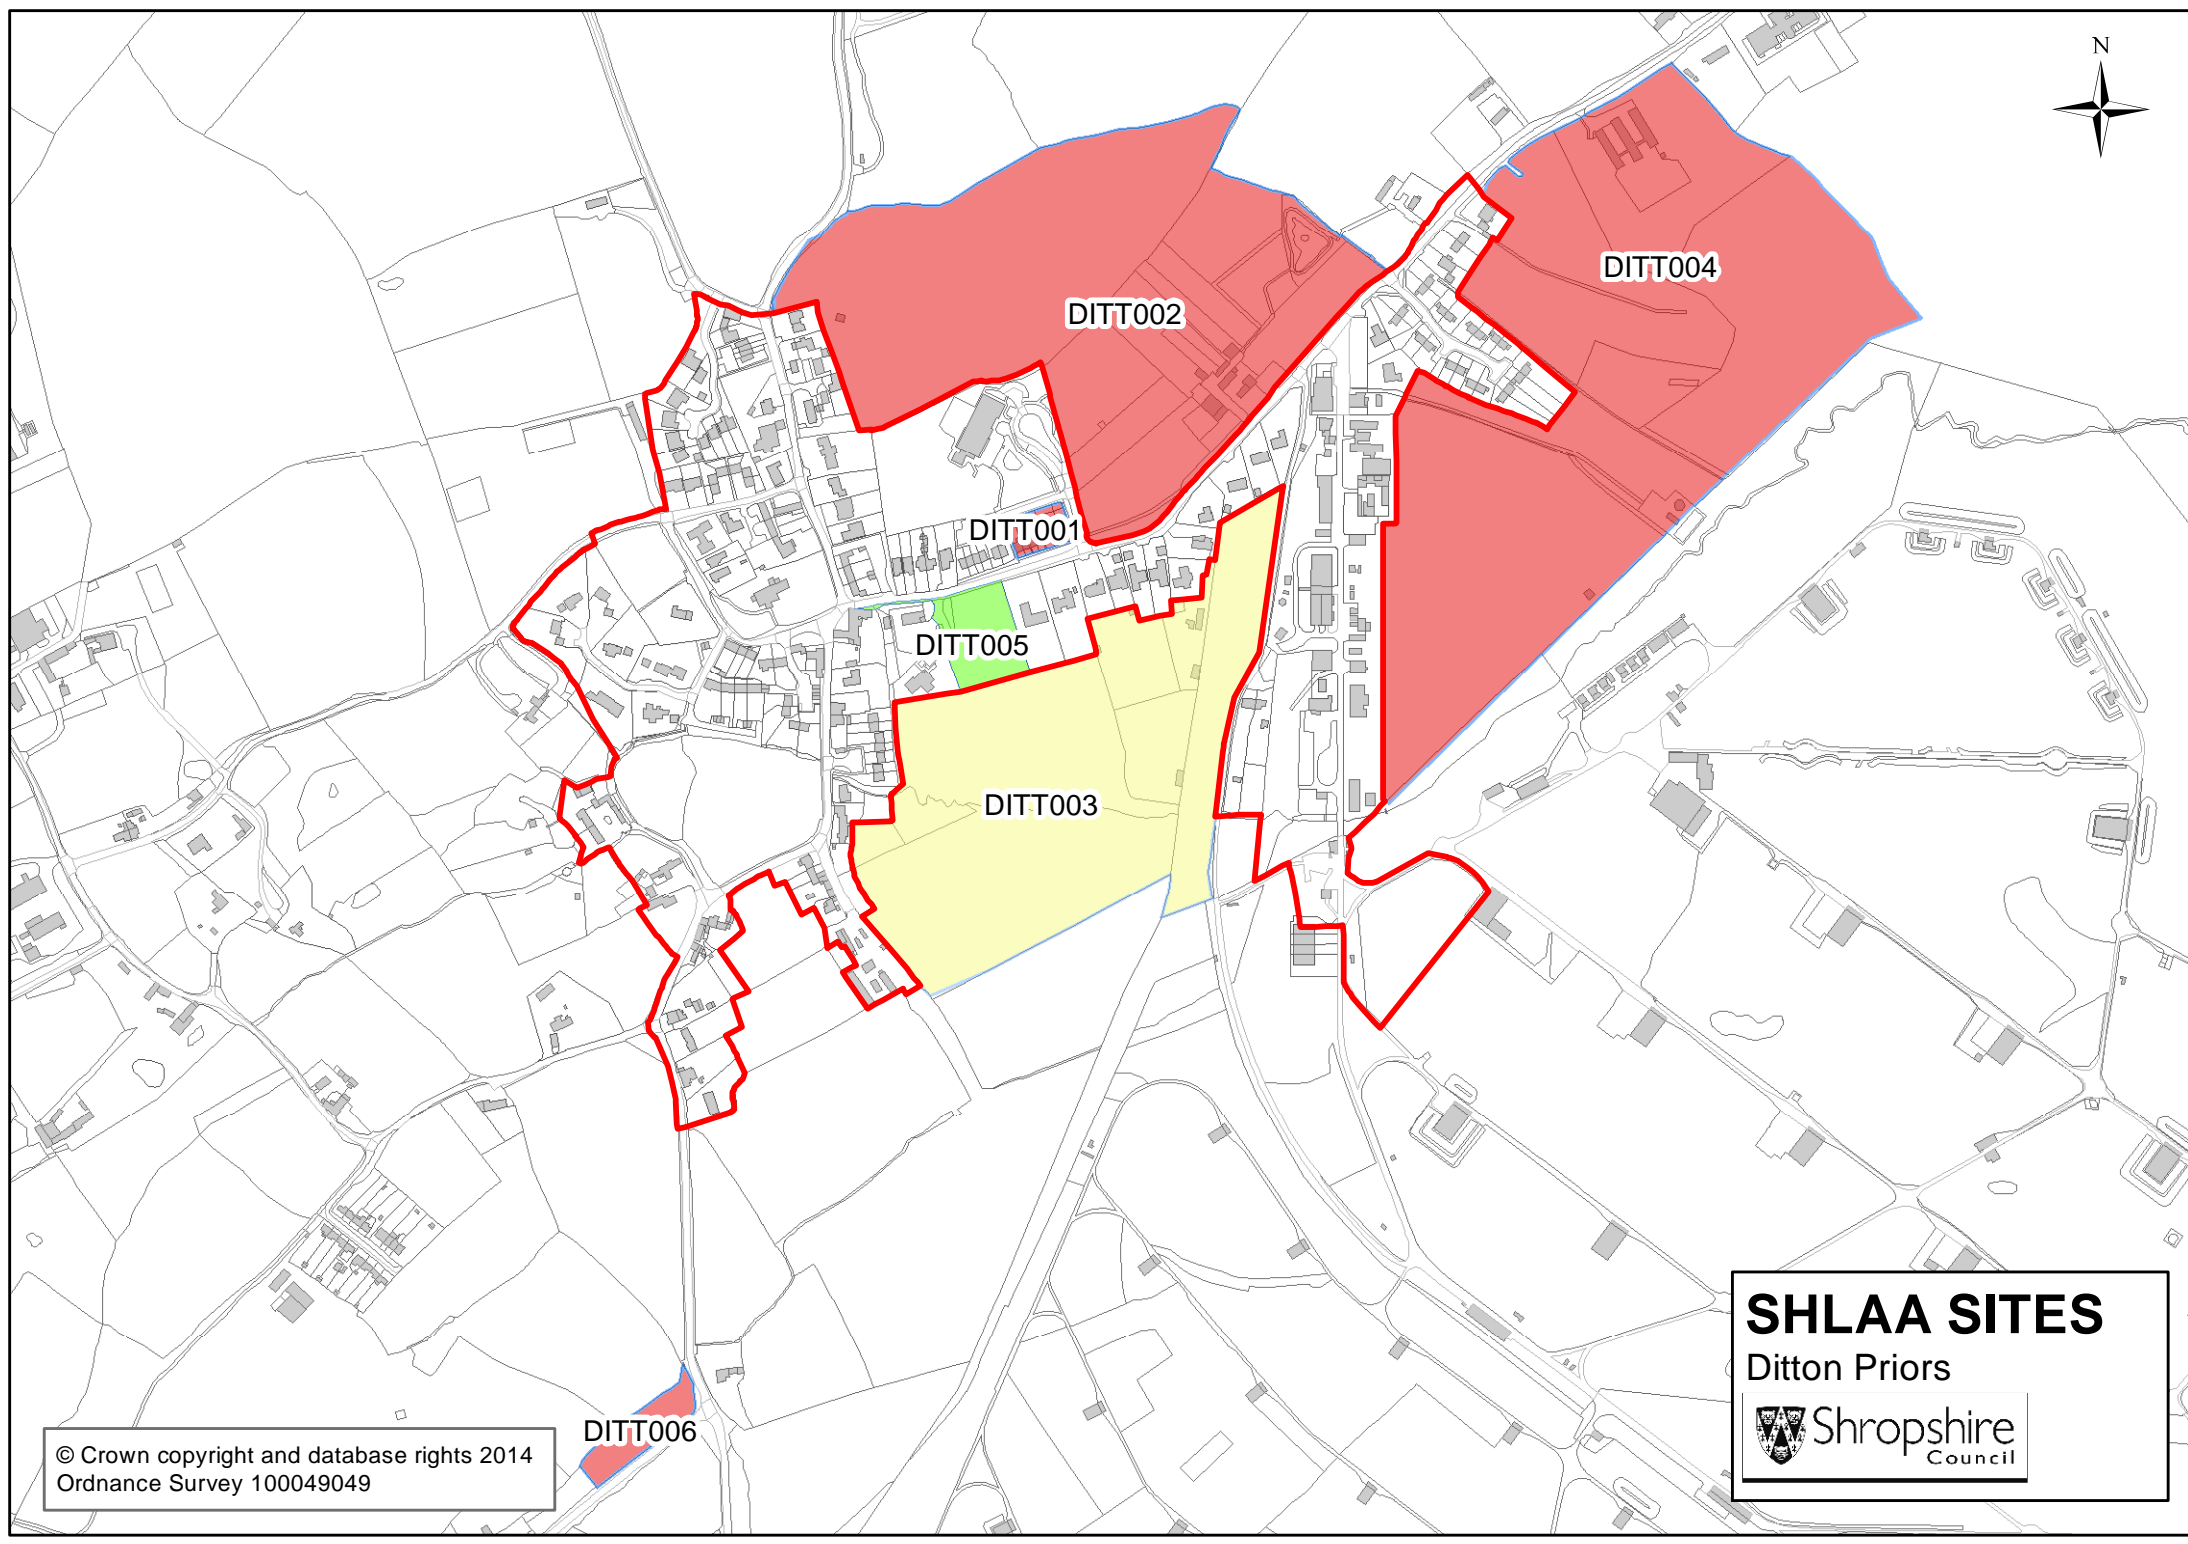 N
DITT004
DITT002
DITT001
DITT005
DITT003
DITT006
SHLAA SITES
Ditton Priors
Shropshire
Council
© Crown copyright and database rights 2014
Ordnance Survey 100049049